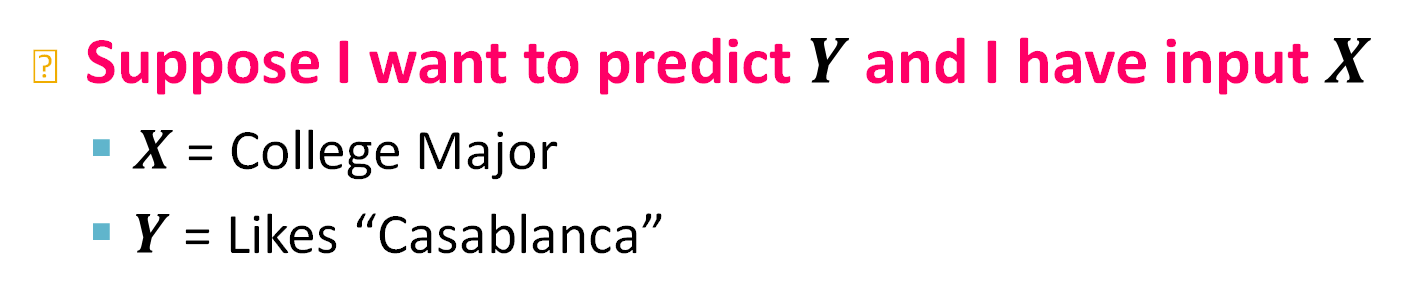 Suppose I want to predict Y and I have input X
X = College Major
Y = Likes “Casablanca”